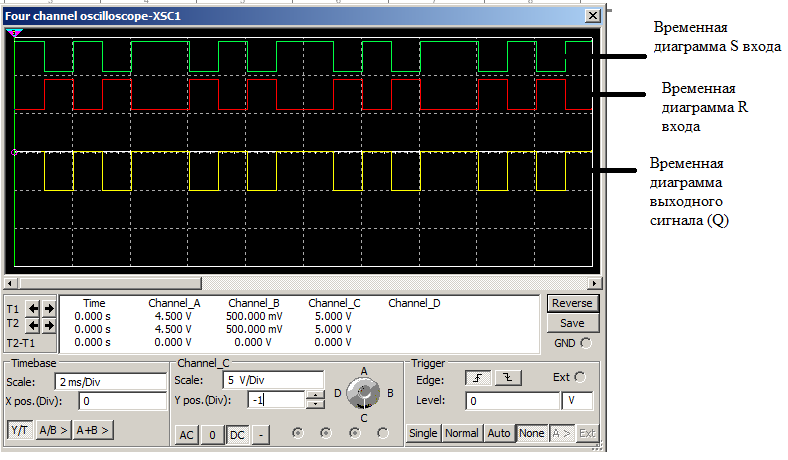 Four channel oscilloscope-XSC1
Временная
диаграмма S входа
Временная
диаграмма R
входа
Временная
диаграмма
выходного
сигнала (Q)
Time Channel_A Channel_B Channel_C Channel_D
T1 0.000 s 4.500 V 500.000 mV 5.000 V
T2 0.000 s 4.500 V 500.000 mV 5.000 V
T2-T1 0.000 s 0.000 V 0.000 V 0.000 V
Reverse
Save
GND
Timebase
Scale: 2 ms/Div
X pos.(Div): 0
Y/T A/B > A+B >
Channel_C
Scale: 5 V/Div
Y pos.(Div): -1
AC 0 DC -
A
D B
C
Trigger
Edge: Ext
Level: 0 V
Single Normal Auto None A > Ext